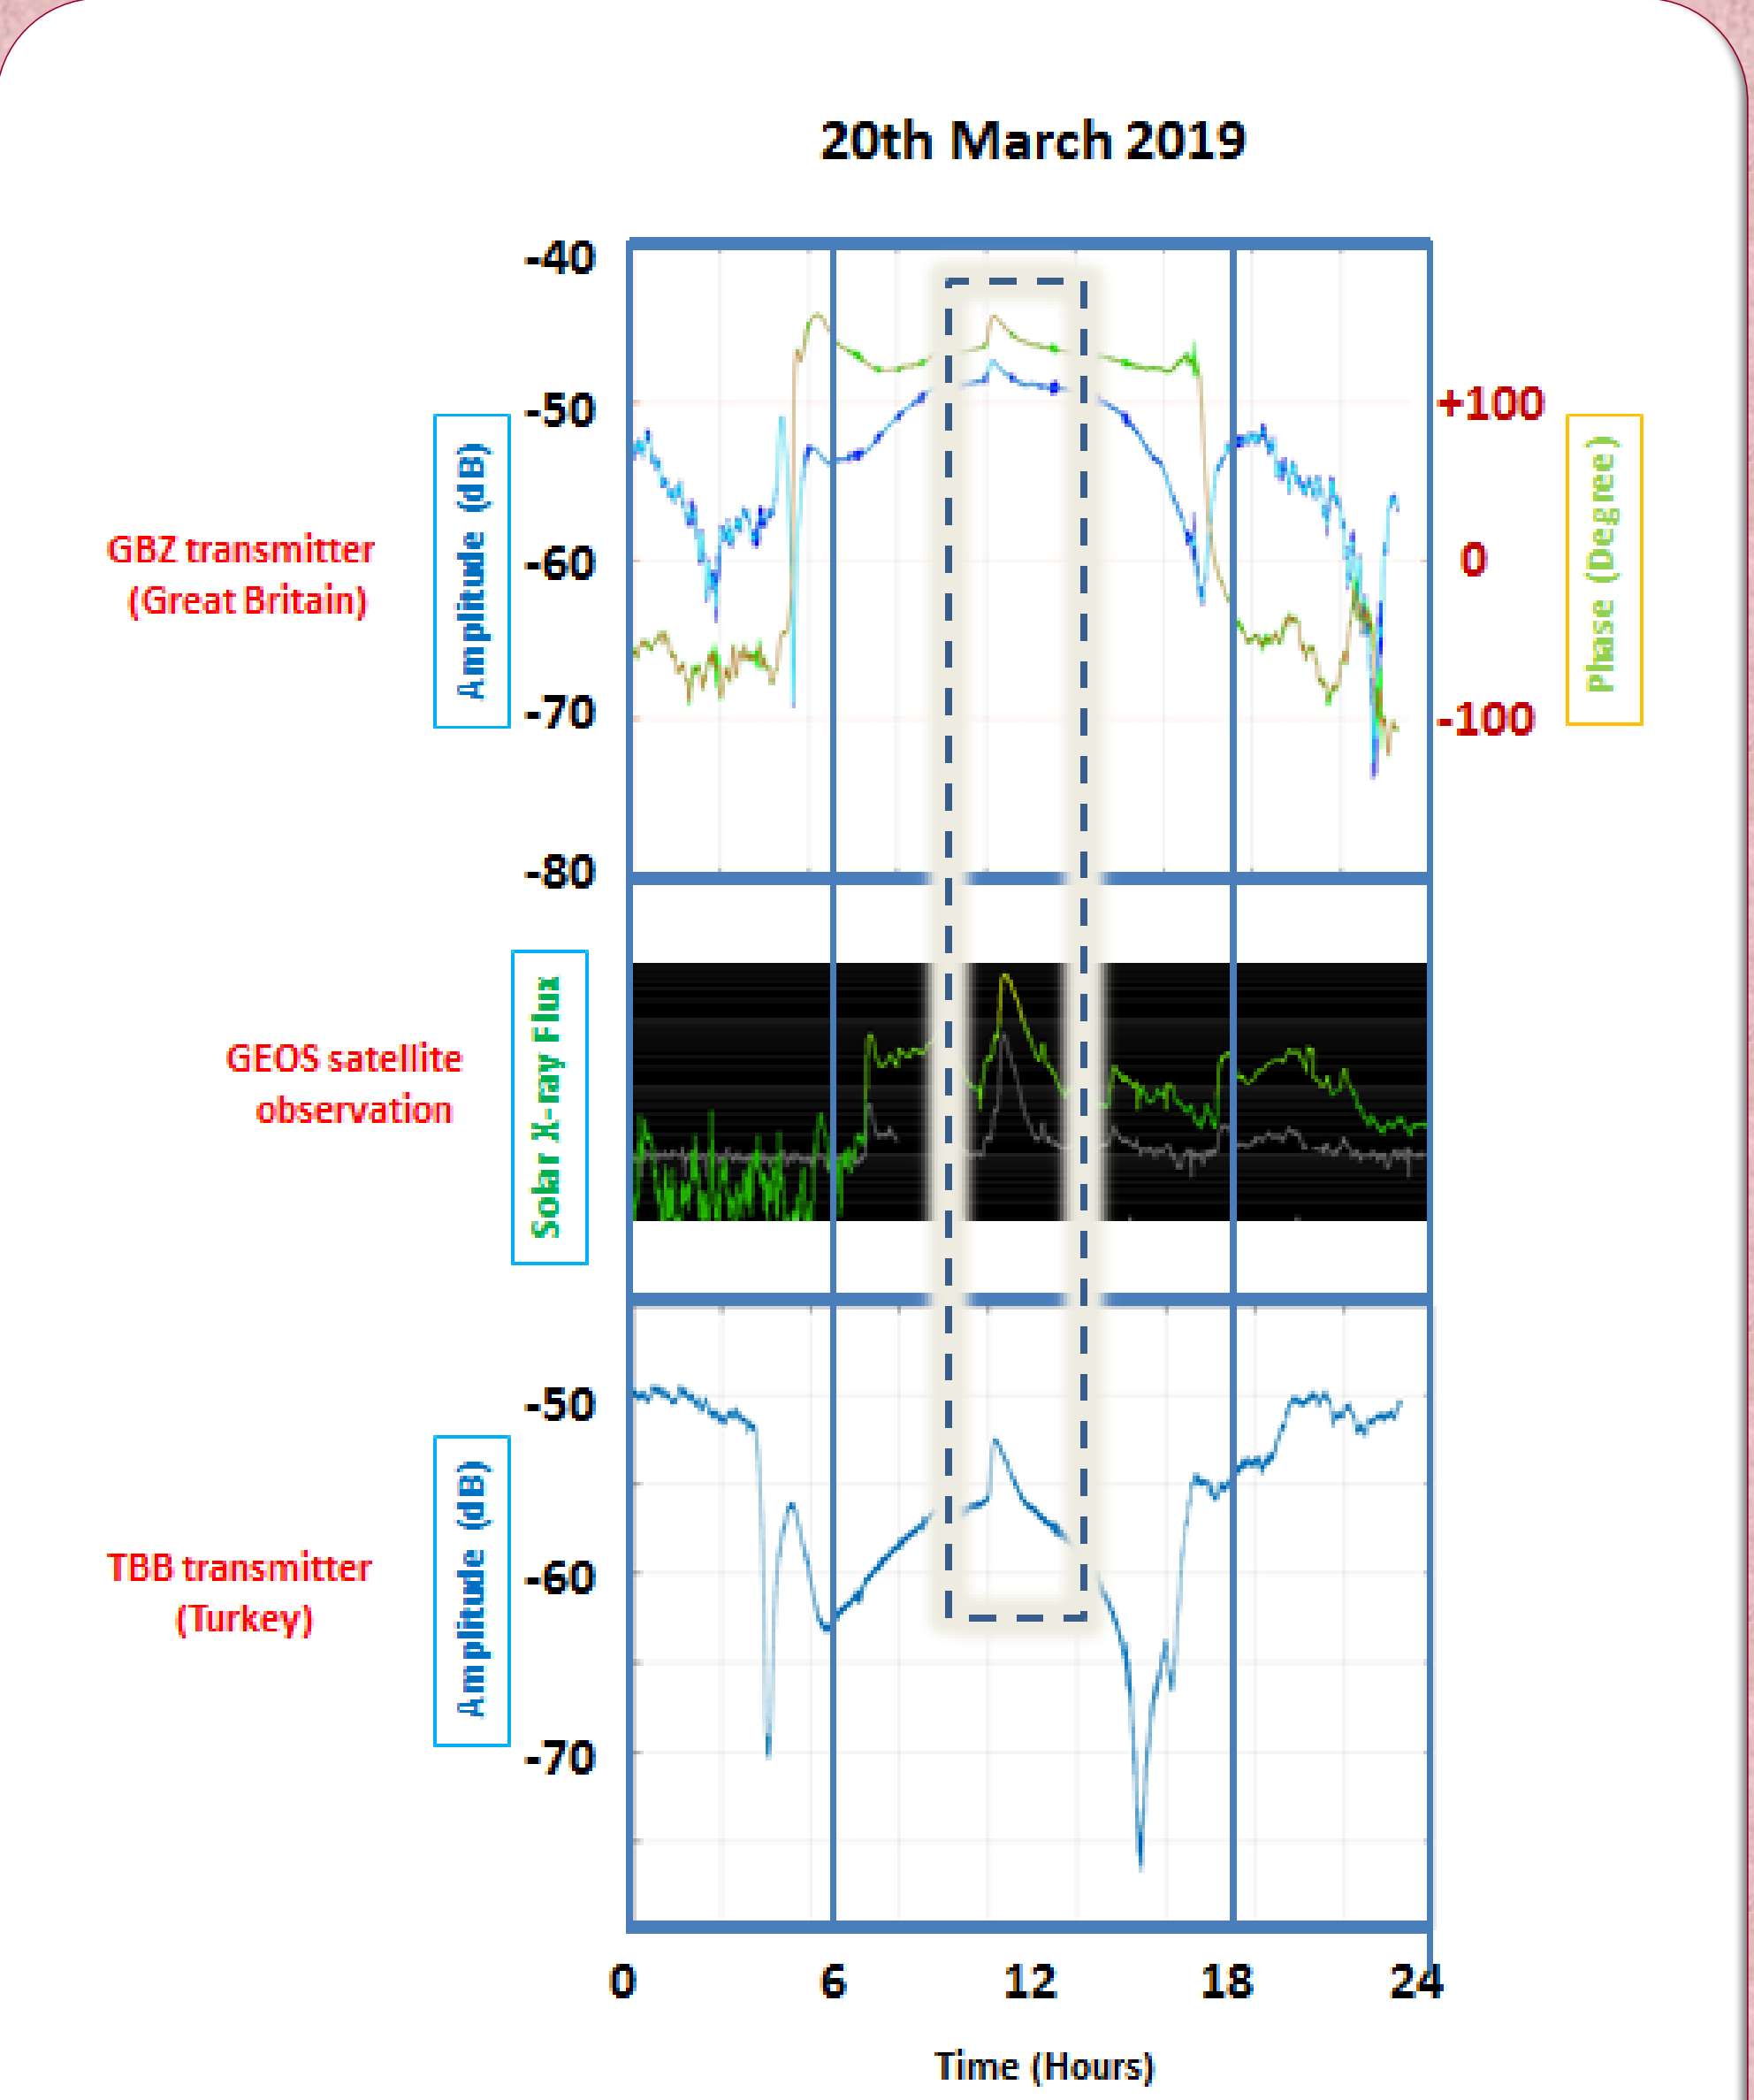 20th March 2019
-40
-50
-60
-70
-80
Amplitude (dB)
GBZ transmitter
(Great Britain)
+100
0
-100
Phase (Degree)
Solar X-ray Flux
GEOS satellite
observation
-50
-60
-70
Amplitude (dB)
TBB transmitter
(Turkey)
0 6 12 18 24
Time (Hours)